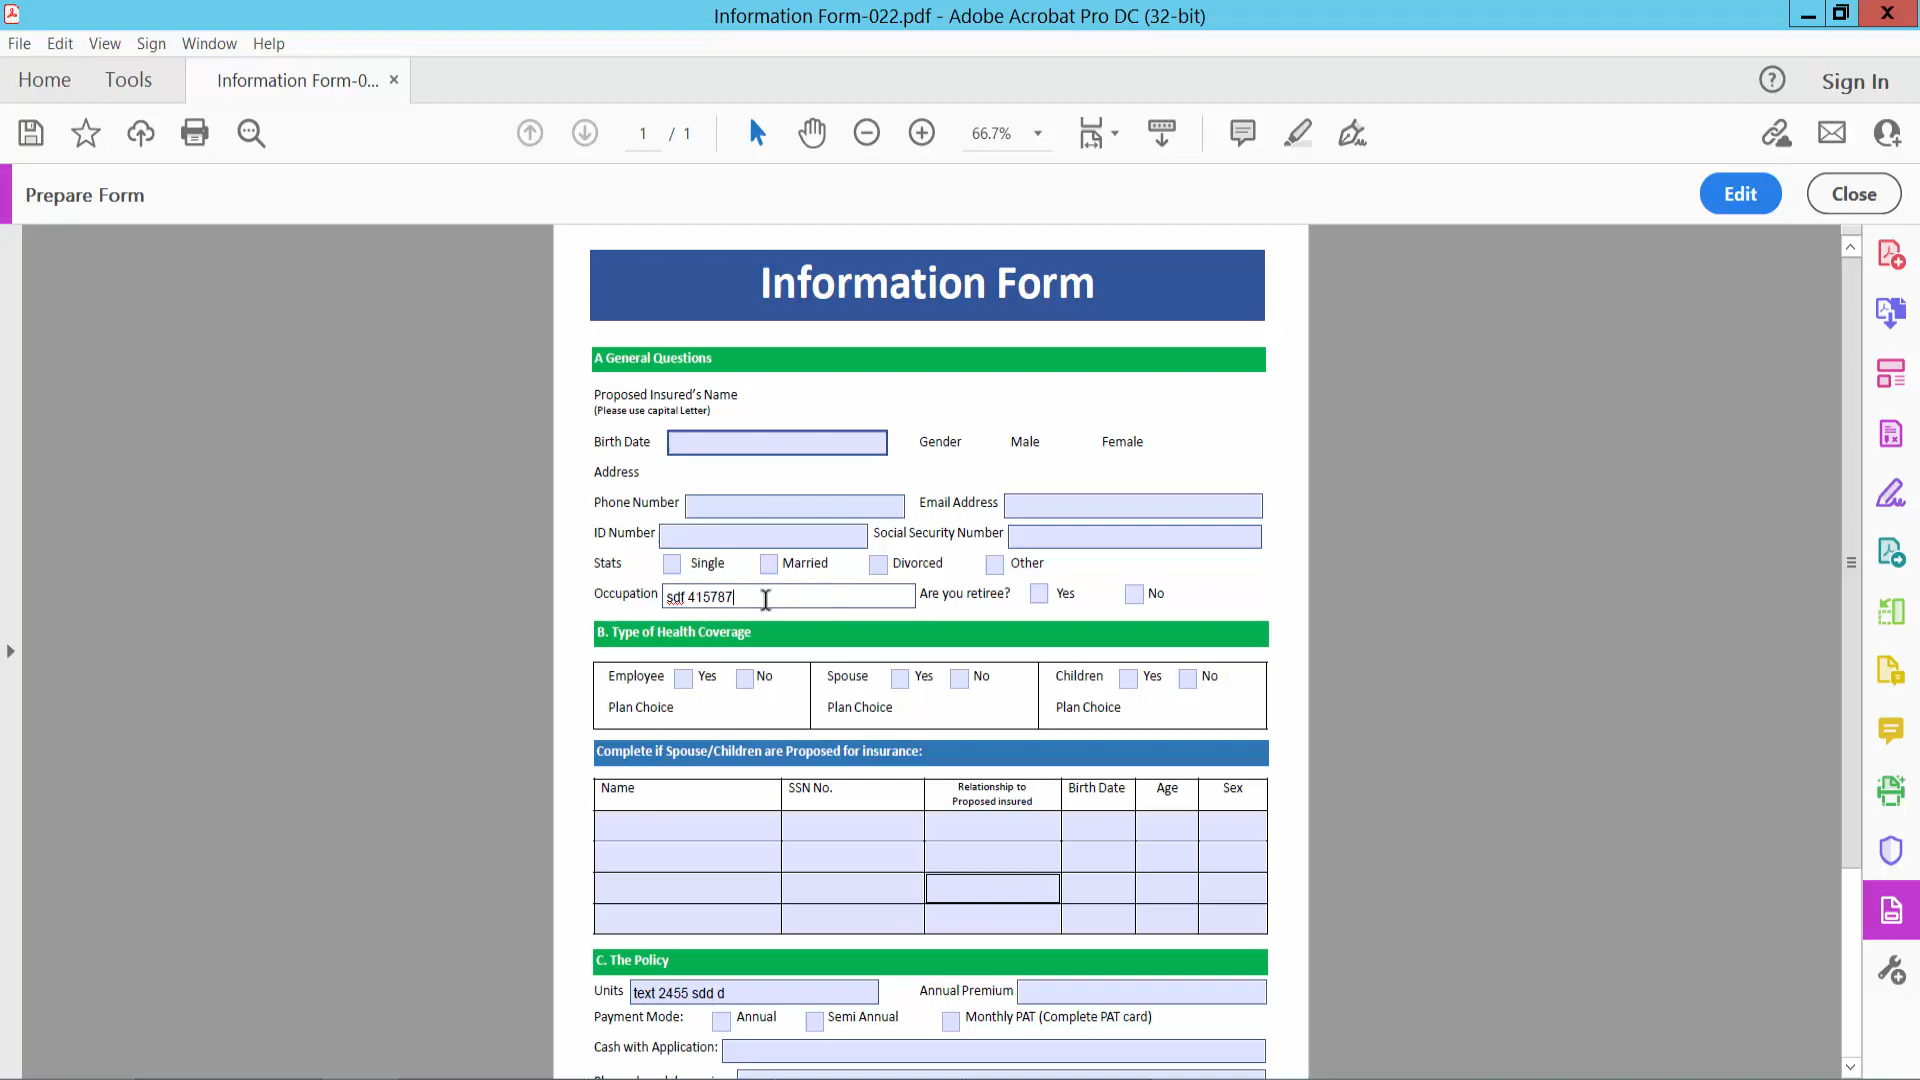 Information Form-022.pdf - Adobe Acrobat Pro DC (32-bit)
File Edit View Sign Window Help
Home Tools Information Form-0... × Sign In
1 / 1 66.7%
Prepare Form Edit Close
Information Form
A General Questions
Proposed Insured's Name
(Please use capital Letter)
Birth Date Gender Male Female
Address
Phone Number Email Address
ID Number Social Security Number
Stats Single Married Divorced Other
Occupation sdf 415787 Are you retiree? Yes No
B. Type of Health Coverage
Employee Yes No Spouse Yes No Children Yes No
Plan Choice Plan Choice Plan Choice
Complete if Spouse/Children are Proposed for insurance:
Name SSN No. Relationship to Proposed insured Birth Date Age Sex
C. The Policy
Units text 2455 sdd d Annual Premium
Payment Mode: Annual Semi Annual Monthly PAT (Complete PAT card)
Cash with Application: